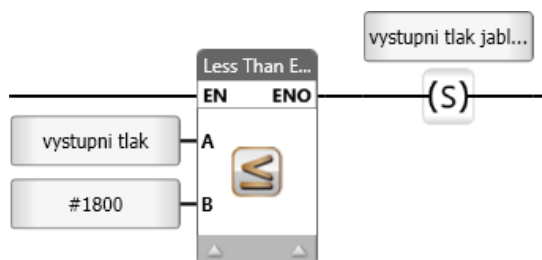 vystupni tlak jabl...
Less Than E...
EN ENO
(S)
vystupni tlak
A
≤
#1800
B